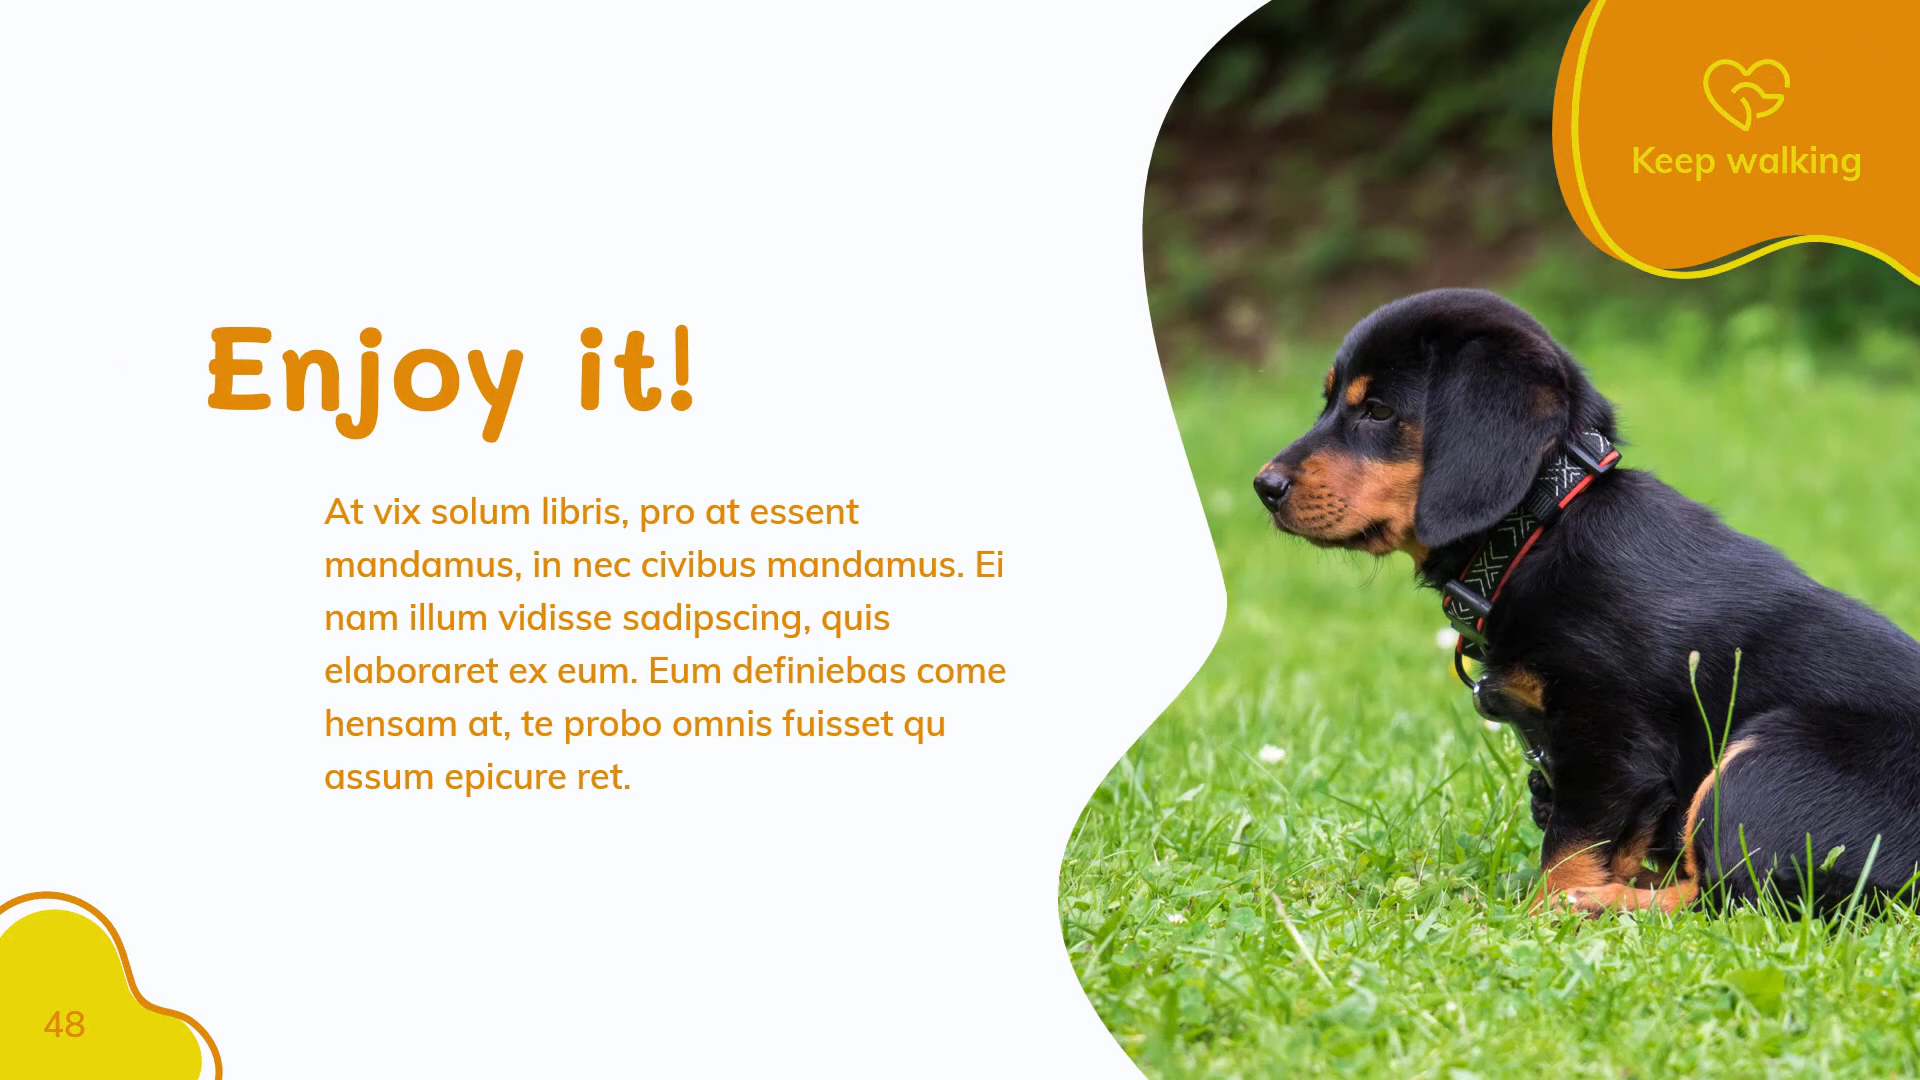 Keep walking
Enjoy it!
At vix solum libris, pro at essent
mandamus, in nec civibus mandamus. Ei
nam illum vidisse sadipscing, quis
elaboraret ex eum. Eum definiebas come
hensam at, te probo omnis fuisset qu
assum epicure ret.
48